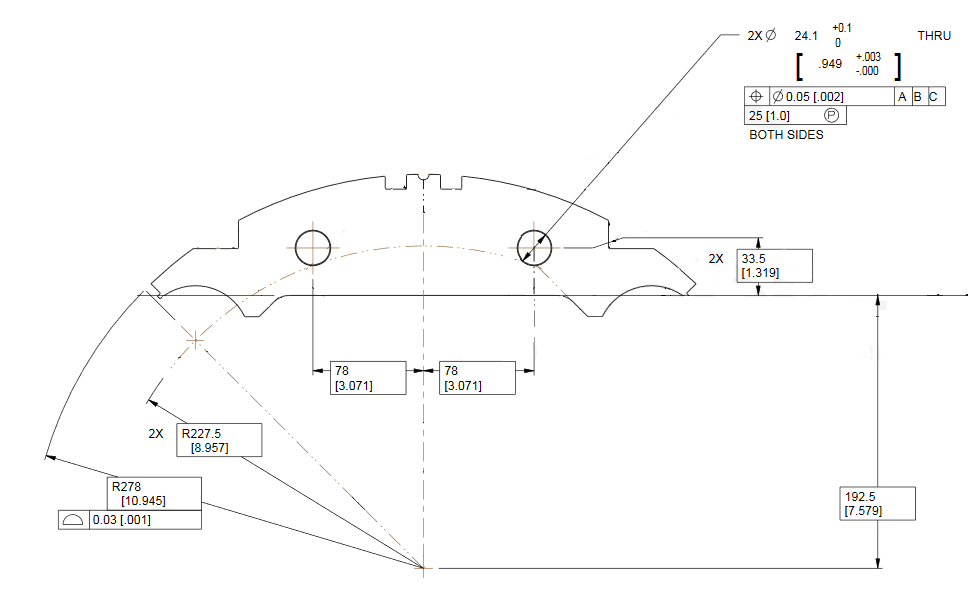 2X Ø 24.1 +0.1 THRU
0
[ .949 +.003 ]
-.000
⌖ Ø 0.05 [.002] A B C
25 [1.0] Ⓟ
BOTH SIDES
2X 33.5
[1.319]
78
[3.071]
78
[3.071]
2X R227.5
[8.957]
R278
[10.945]
⌓ 0.03 [.001]
192.5
[7.579]